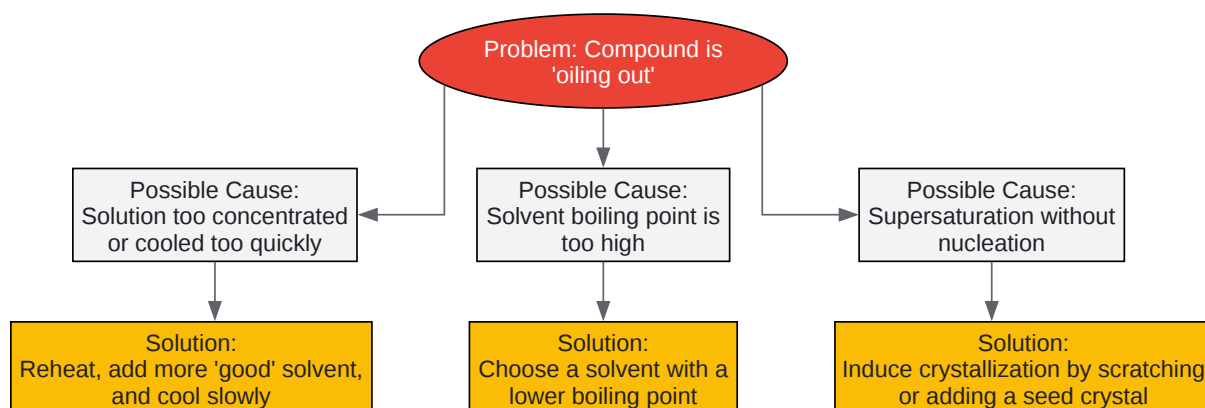 Problem: Compound is
'oiling out'
Possible Cause:
Solution too concentrated
or cooled too quickly
Possible Cause:
Solvent boiling point is
too high
Possible Cause:
Supersaturation without
nucleation
Solution:
Reheat, add more 'good' solvent,
and cool slowly
Solution:
Choose a solvent with a
lower boiling point
Solution:
Induce crystallization by scratching
or adding a seed crystal